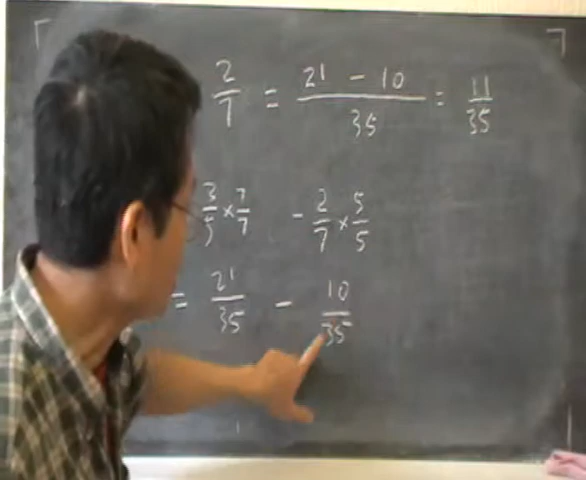 2/7 = (21 - 10)/35 = 11/35
3/5 × 7/7 - 2/7 × 5/5
= 21/35 - 10/35